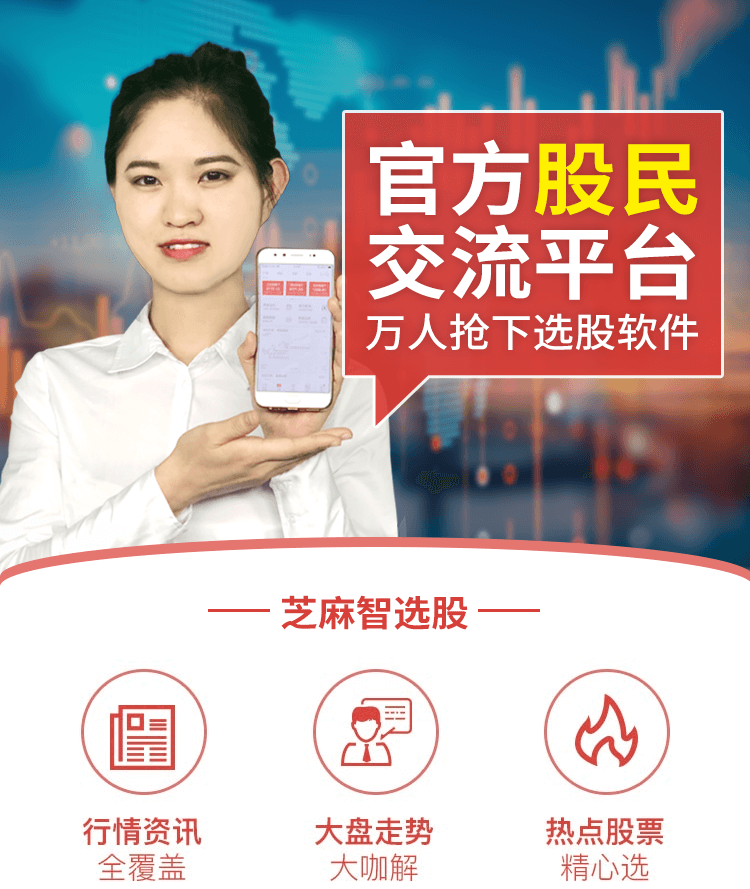 官方股民
交流平台
万人抢下选股软件
芝麻智选股
行情资讯
全覆盖
大盘走势
大咖解
热点股票
精心选